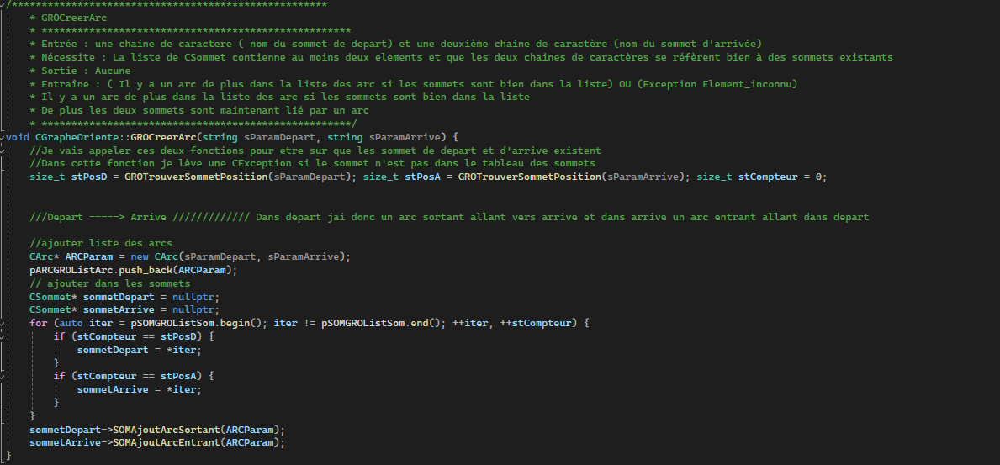 /****************************************************
* GROCreerArc
* ***************************************************
* Entrée : une chaine de caractere ( nom du sommet de depart) et une deuxième chaine de caractère (nom du sommet d'arrivée)
* Nécessite : La liste de CSommet contienne au moins deux elements et que les deux chaines de caractères se réfèrent bien à des sommets existants
* Sortie : Aucune
* Entraîne : ( Il y a un arc de plus dans la liste des arc si les sommets sont bien dans la liste) OU (Exception Element_inconnu)
* Il y a un arc de plus dans la liste des arc si les sommets sont bien dans la liste
* De plus les deux sommets sont maintenant lié par un arc
* ***************************************************/
void CGrapheOriente::GROCreerArc(string sParamDepart, string sParamArrive) {
//Je vais appeler ces deux fonctions pour etre sur que les sommet de depart et d'arrive existent
//Dans cette fonction je lève une CException si le sommet n'est pas dans le tableau des sommets
size_t stPosD = GROTrouverSommetPosition(sParamDepart); size_t stPosA = GROTrouverSommetPosition(sParamArrive); size_t stCompteur = 0;
///Depart -----> Arrive ///////////// Dans depart jai donc un arc sortant allant vers arrive et dans arrive un arc entrant allant dans depart
//ajouter liste des arcs
CArc* ARCParam = new CArc(sParamDepart, sParamArrive);
pARCGROListArc.push_back(ARCParam);
// ajouter dans les sommets
CSommet* sommetDepart = nullptr;
CSommet* sommetArrive = nullptr;
for (auto iter = pSOMGROListSom.begin(); iter != pSOMGROListSom.end(); ++iter, ++stCompteur) {
if (stCompteur == stPosD) {
sommetDepart = *iter;
}
if (stCompteur == stPosA) {
sommetArrive = *iter;
}
}
sommetDepart->SOMAjoutArcSortant(ARCParam);
sommetArrive->SOMAjoutArcEntrant(ARCParam);
}